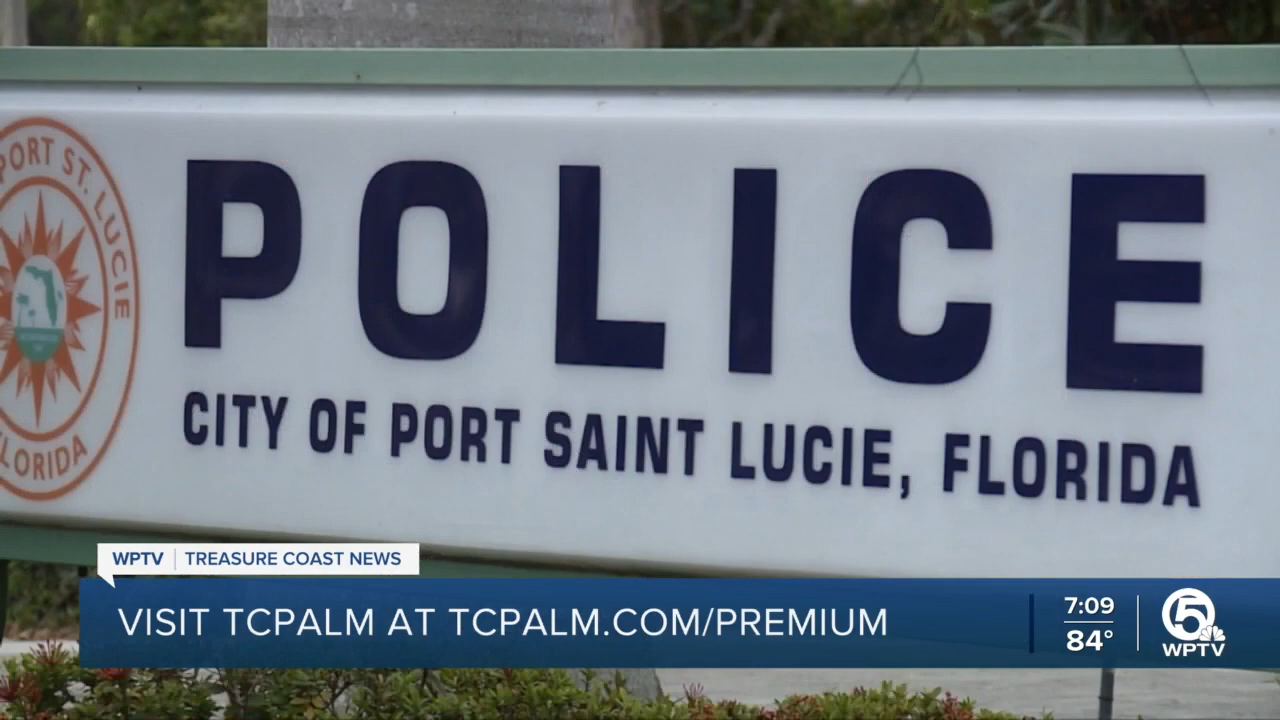 PORT ST. LUCIE
FLORIDA
POLICE
CITY OF PORT SAINT LUCIE, FLORIDA
WPTV | TREASURE COAST NEWS
VISIT TCPALM AT TCPALM.COM/PREMIUM
7:09
84°
5
WPTV